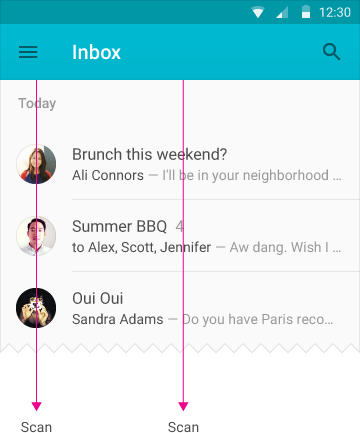 12:30
Inbox
Today
Brunch this weekend?
Ali Connors — I'll be in your neighborhood ...
Summer BBQ 4
to Alex, Scott, Jennifer — Aw dang. Wish I ...
Oui Oui
Sandra Adams — Do you have Paris reco...
Scan Scan